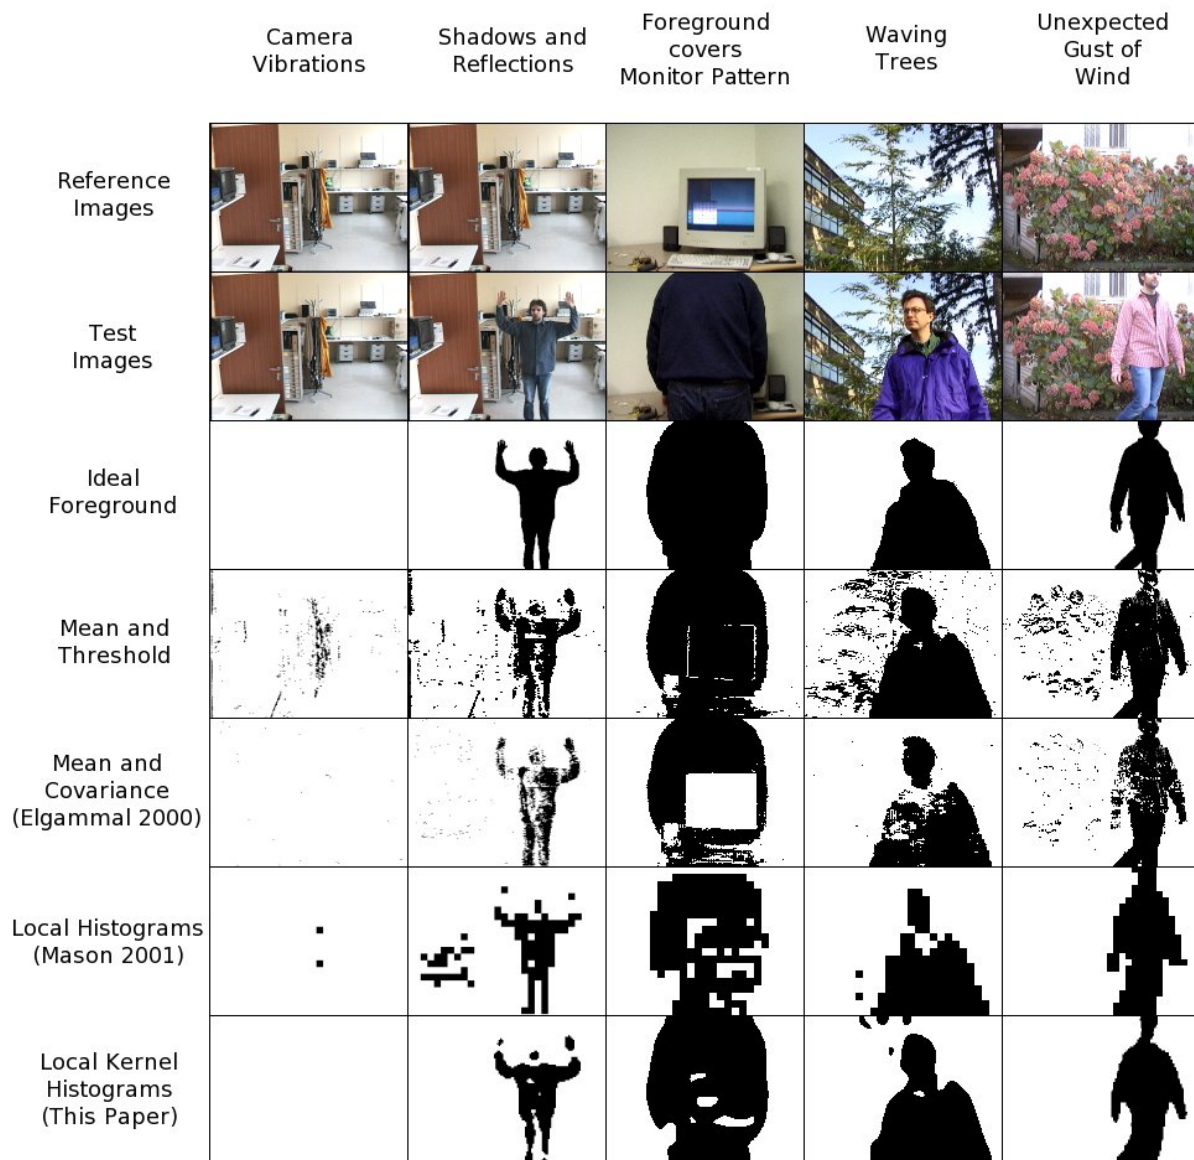 Camera
Vibrations
Shadows and
Reflections
Foreground
covers
Monitor Pattern
Waving
Trees
Unexpected
Gust of
Wind
Reference
Images
Test
Images
Ideal
Foreground
Mean and
Threshold
Mean and
Covariance
(Elgammal 2000)
Local Histograms
(Mason 2001)
Local Kernel
Histograms
(This Paper)